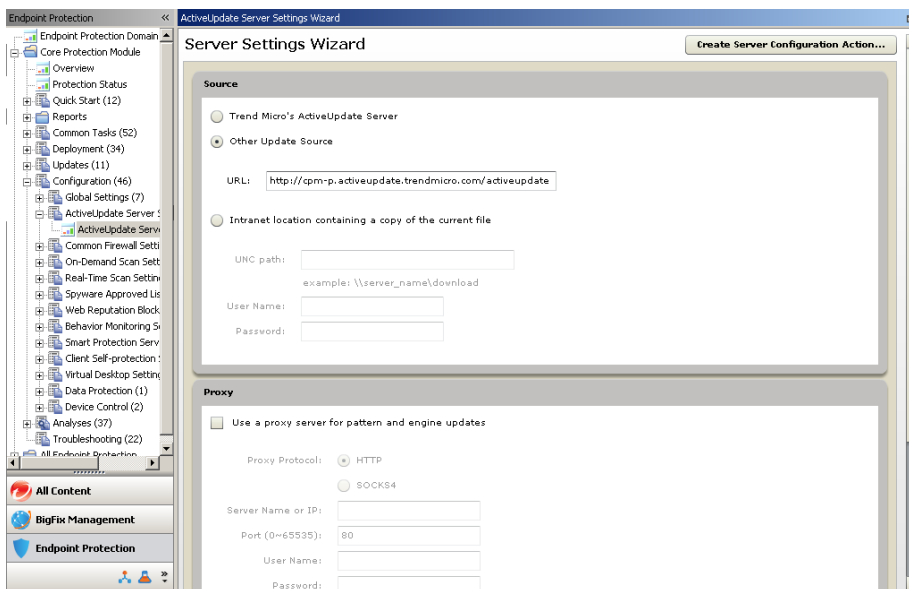 Endpoint Protection
Endpoint Protection Domain
Core Protection Module
Overview
Protection Status
Quick Start (12)
Reports
Common Tasks (52)
Deployment (34)
Updates (11)
Configuration (46)
Global Settings (7)
ActiveUpdate Server S
ActiveUpdate Serve
Common Firewall Setti
On-Demand Scan Sett
Real-Time Scan Setting
Spyware Approved Lis
Web Reputation Block
Behavior Monitoring Se
Smart Protection Serv
Client Self-protection S
Virtual Desktop Setting
Data Protection (1)
Device Control (2)
Analyses (37)
Troubleshooting (22)
All Endpoint Protection
All Content
BigFix Management
Endpoint Protection
ActiveUpdate Server Settings Wizard
Server Settings Wizard
Create Server Configuration Action...
Source
Trend Micro's ActiveUpdate Server
Other Update Source
URL: http://cpm-p.activeupdate.trendmicro.com/activeupdate
Intranet location containing a copy of the current file
UNC path:
example: \\server_name\download
User Name:
Password:
Proxy
Use a proxy server for pattern and engine updates
Proxy Protocol: HTTP
SOCKS4
Server Name or IP:
Port (0~65535): 80
User Name:
Password: